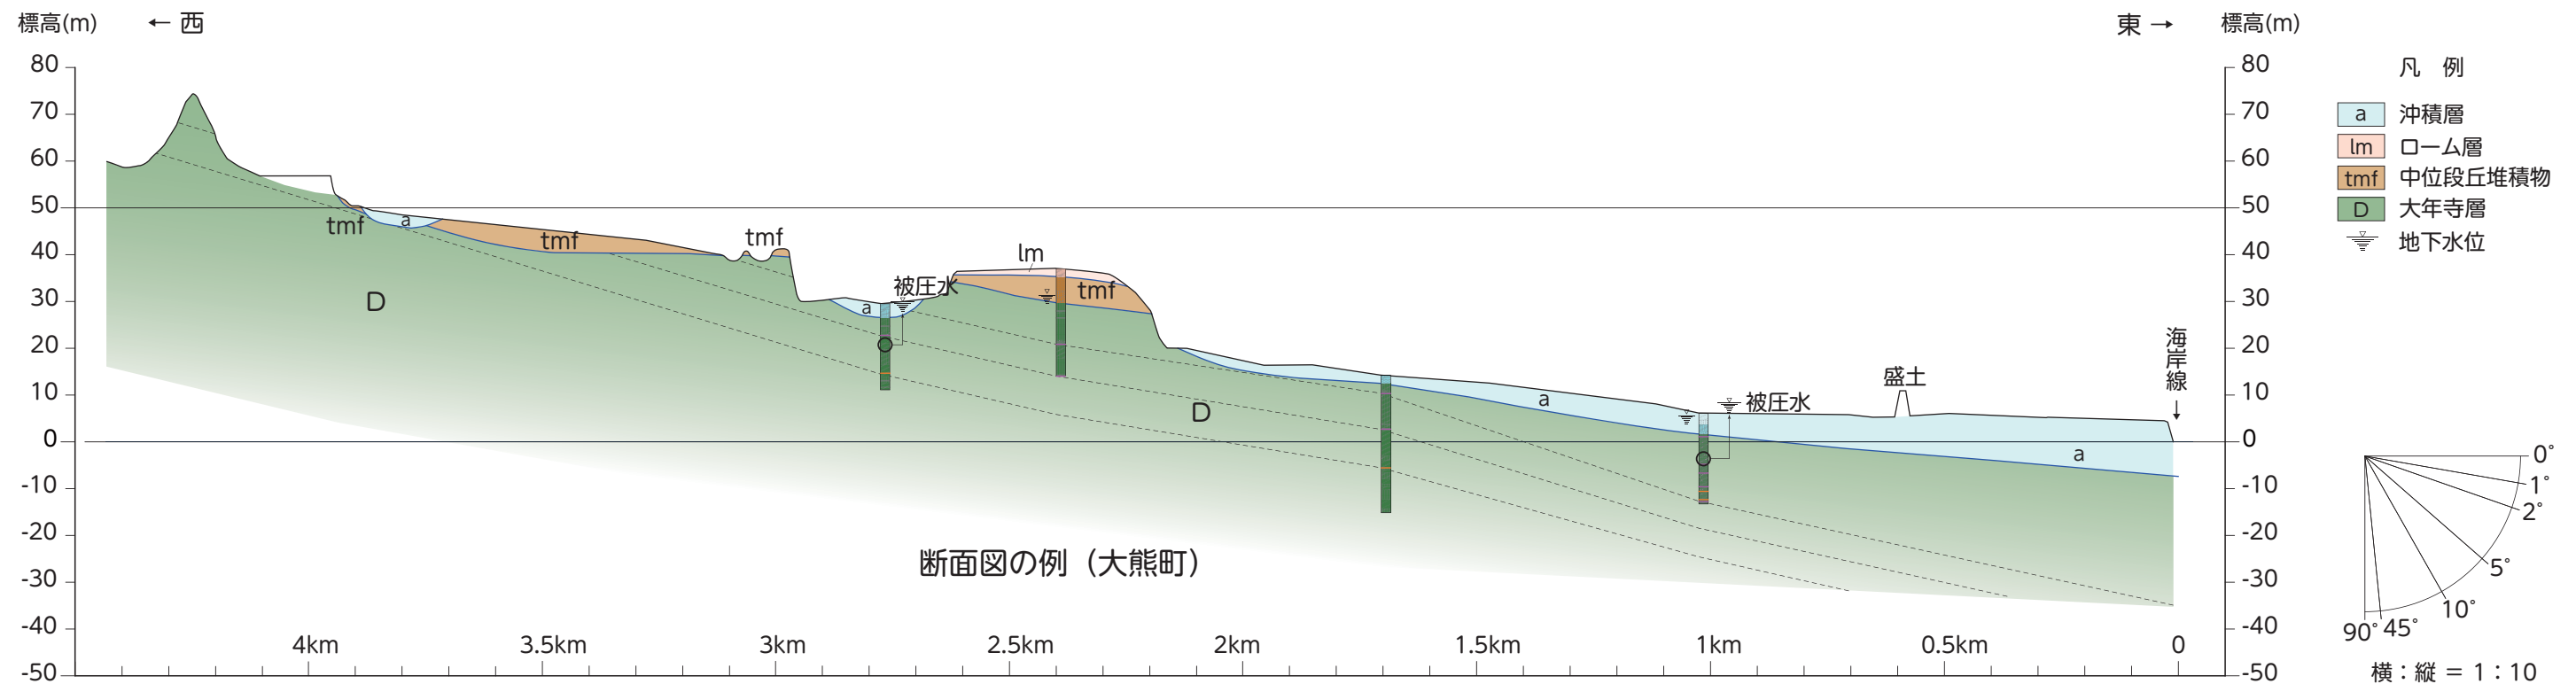 標高(m) ← 西 東 → 標高(m)
凡 例
a 沖積層
lm ローム層
tmf 中位段丘堆積物
D 大年寺層
地下水位
80
70
60
50
40
30
20
10
0
-10
-20
-30
-40
-50
80
70
60
50
40
30
20
10
0
-10
-20
-30
-40
-50
tmf
a
tmf
tmf
D
a
被圧水
lm
tmf
D
a
被圧水
盛土
海岸線
a
断面図の例（大熊町）
4km 3.5km 3km 2.5km 2km 1.5km 1km 0.5km 0
0°
1°
2°
5°
10°
45°
90°
横：縦 = 1：10